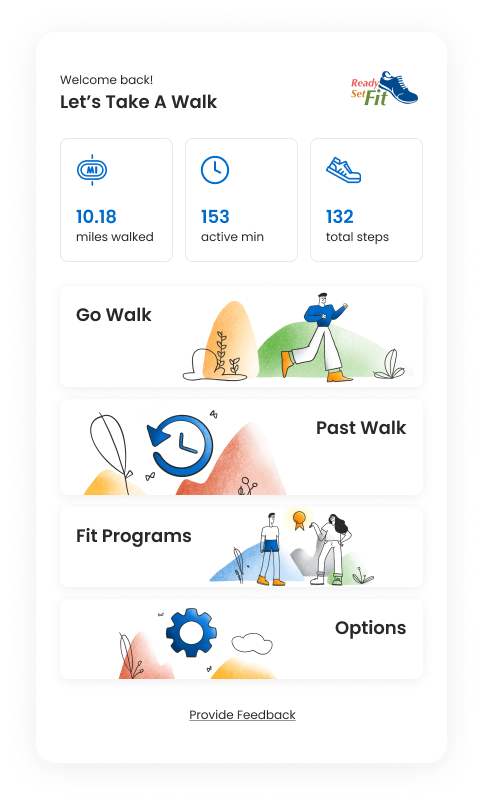 Welcome back!
Let’s Take A Walk
Ready
Set
Fit
MI
10.18
miles walked
153
active min
132
total steps
Go Walk
Past Walk
Fit Programs
Options
Provide Feedback